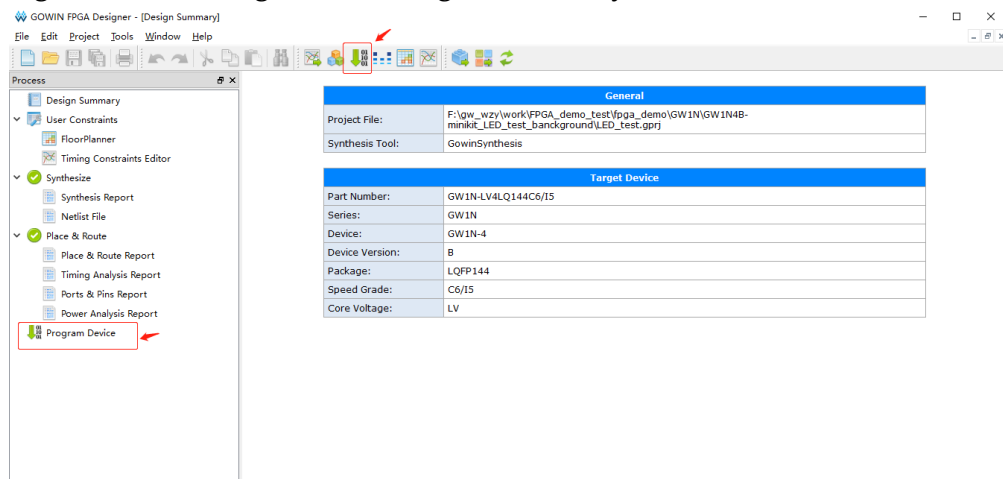 GOWIN FPGA Designer - [Design Summary]
File Edit Project Tools Window Help
Process
Design Summary
User Constraints
FloorPlanner
Timing Constraints Editor
Synthesize
Synthesis Report
Netlist File
Place & Route
Place & Route Report
Timing Analysis Report
Ports & Pins Report
Power Analysis Report
Program Device
General
Project File: F:\gw_wzy\work\FPGA_demo_test\fpga_demo\GW1N\GW1N4B-
minikit_LED_test_banckground\LED_test.gprj
Synthesis Tool: GowinSynthesis
Target Device
Part Number: GW1N-LV4LQ144C6/I5
Series: GW1N
Device: GW1N-4
Device Version: B
Package: LQFP144
Speed Grade: C6/I5
Core Voltage: LV